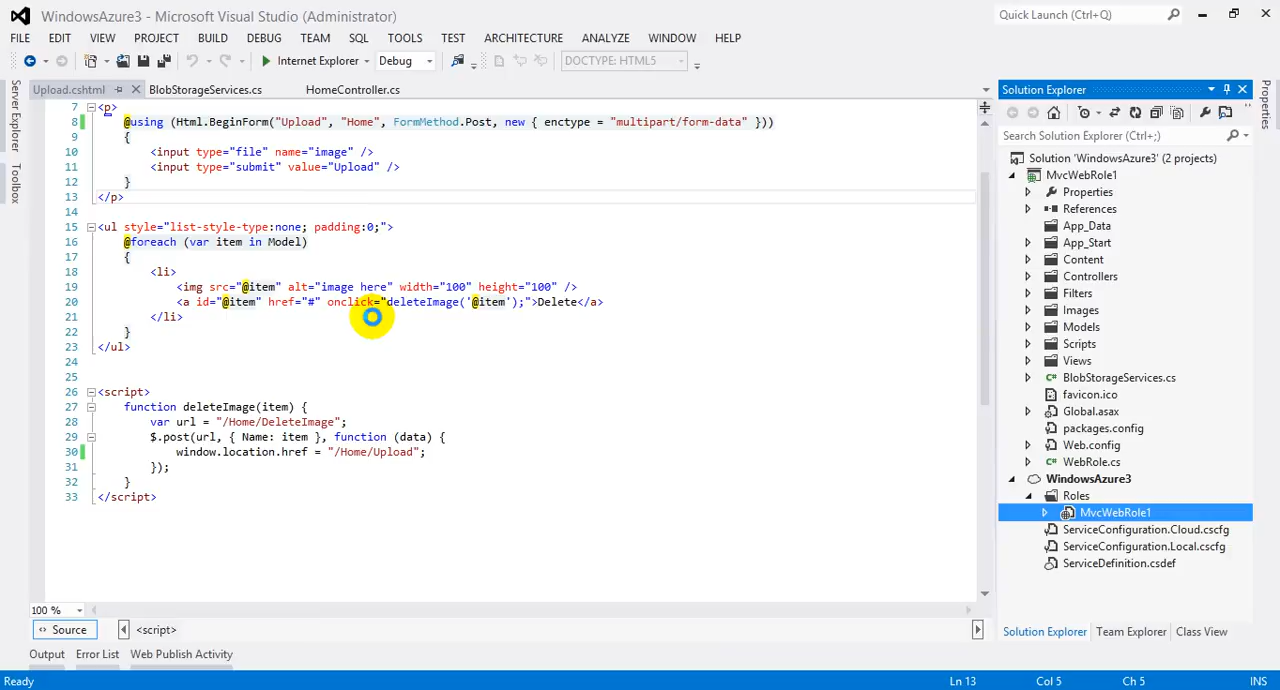 WindowsAzure3 - Microsoft Visual Studio (Administrator)
Quick Launch (Ctrl+Q)
FILE EDIT VIEW PROJECT BUILD DEBUG TEAM SQL TOOLS TEST ARCHITECTURE ANALYZE WINDOW HELP
Internet Explorer Debug DOCTYPE: HTML5
Server Explorer
Toolbox
Upload.cshtml BlobStorageServices.cs HomeController.cs
7 <p>
8 @using (Html.BeginForm("Upload", "Home", FormMethod.Post, new { enctype = "multipart/form-data" }))
9 {
10 <input type="file" name="image" />
11 <input type="submit" value="Upload" />
12 }
13 </p>
14
15 <ul style="list-style-type:none; padding:0;">
16 @foreach (var item in Model)
17 {
18 <li>
19 <img src="@item" alt="image here" width="100" height="100" />
20 <a id="@item" href="#" onclick="deleteImage('@item');">Delete</a>
21 </li>
22 }
23 </ul>
24
25
26 <script>
27 function deleteImage(item) {
28 var url = "/Home/DeleteImage";
29 $.post(url, { Name: item }, function (data) {
30 window.location.href = "/Home/Upload";
31 });
32 }
33 </script>
100 %
Source <script>
Output Error List Web Publish Activity
Ready Ln 13 Col 5 Ch 5 INS
Solution Explorer
Search Solution Explorer (Ctrl+;)
Solution 'WindowsAzure3' (2 projects)
MvcWebRole1
Properties
References
App_Data
App_Start
Content
Controllers
Filters
Images
Models
Scripts
Views
BlobStorageServices.cs
favicon.ico
Global.asax
packages.config
Web.config
WebRole.cs
WindowsAzure3
Roles
MvcWebRole1
ServiceConfiguration.Cloud.cscfg
ServiceConfiguration.Local.cscfg
ServiceDefinition.csdef
Solution Explorer Team Explorer Class View
Properties